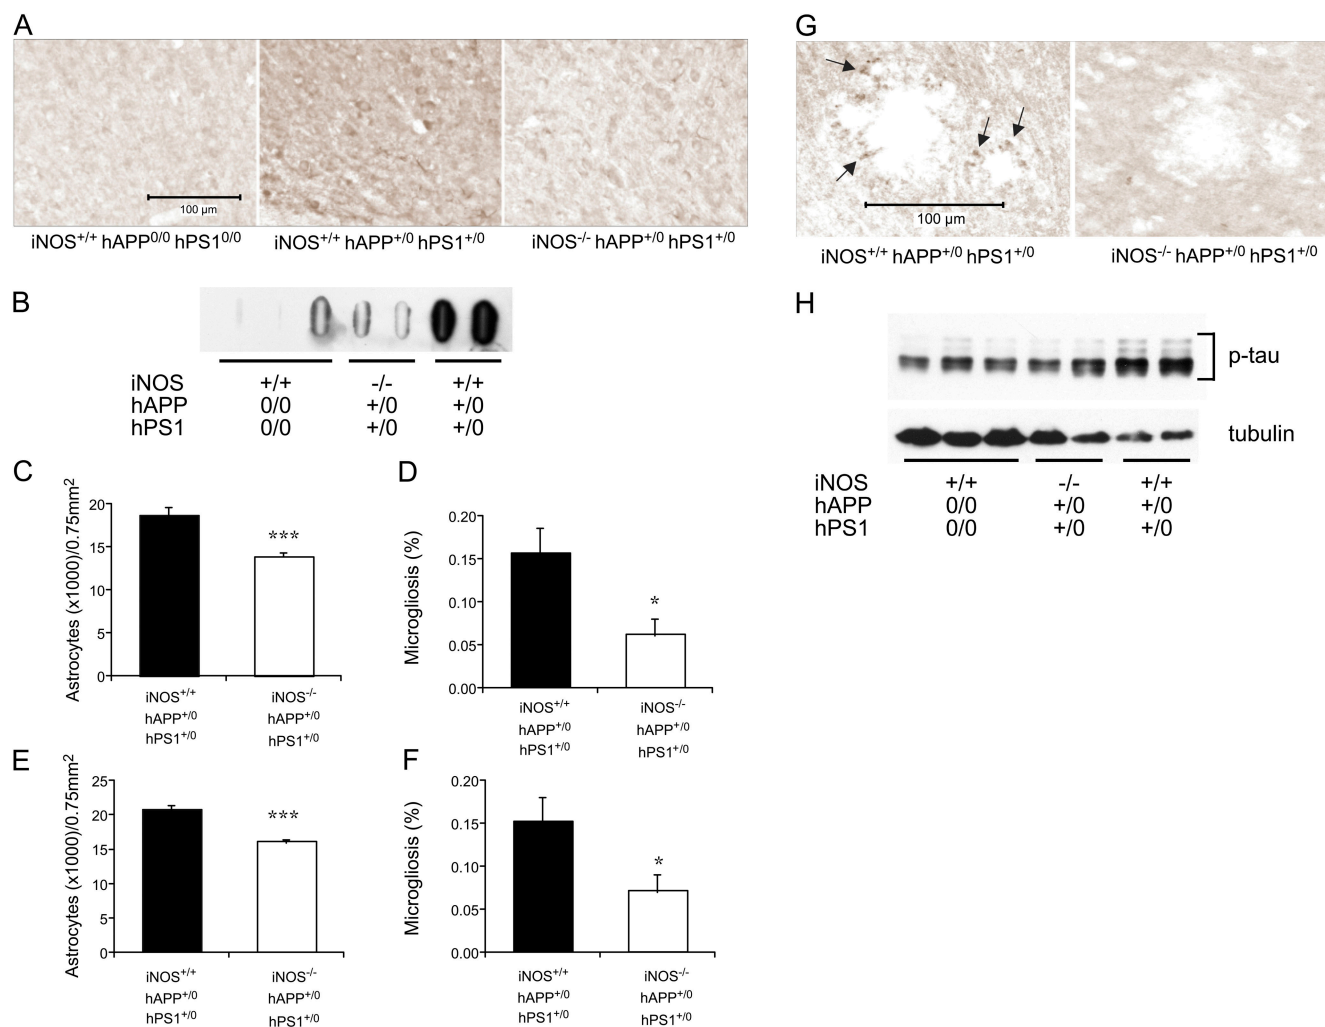 A
100 µm
iNOS+/+ hAPP0/0 hPS10/0
iNOS+/+ hAPP+/0 hPS1+/0
iNOS-/- hAPP+/0 hPS1+/0
B
iNOS +/+ -/- +/+
hAPP 0/0 +/0 +/0
hPS1 0/0 +/0 +/0
C
Astrocytes (x1000)/0.75mm2
20
15
10
5
0
***
iNOS+/+
hAPP+/0
hPS1+/0
iNOS-/-
hAPP+/0
hPS1+/0
D
Microgliosis (%)
0.20
0.15
0.10
0.05
0.00
*
iNOS+/+
hAPP+/0
hPS1+/0
iNOS-/-
hAPP+/0
hPS1+/0
E
Astrocytes (x1000)/0.75mm2
25
20
15
10
5
0
***
iNOS+/+
hAPP+/0
hPS1+/0
iNOS-/-
hAPP+/0
hPS1+/0
F
Microgliosis (%)
0.20
0.15
0.10
0.05
0.00
*
iNOS+/+
hAPP+/0
hPS1+/0
iNOS-/-
hAPP+/0
hPS1+/0
G
100 µm
iNOS+/+ hAPP+/0 hPS1+/0
iNOS-/- hAPP+/0 hPS1+/0
H
p-tau
tubulin
iNOS +/+ -/- +/+
hAPP 0/0 +/0 +/0
hPS1 0/0 +/0 +/0